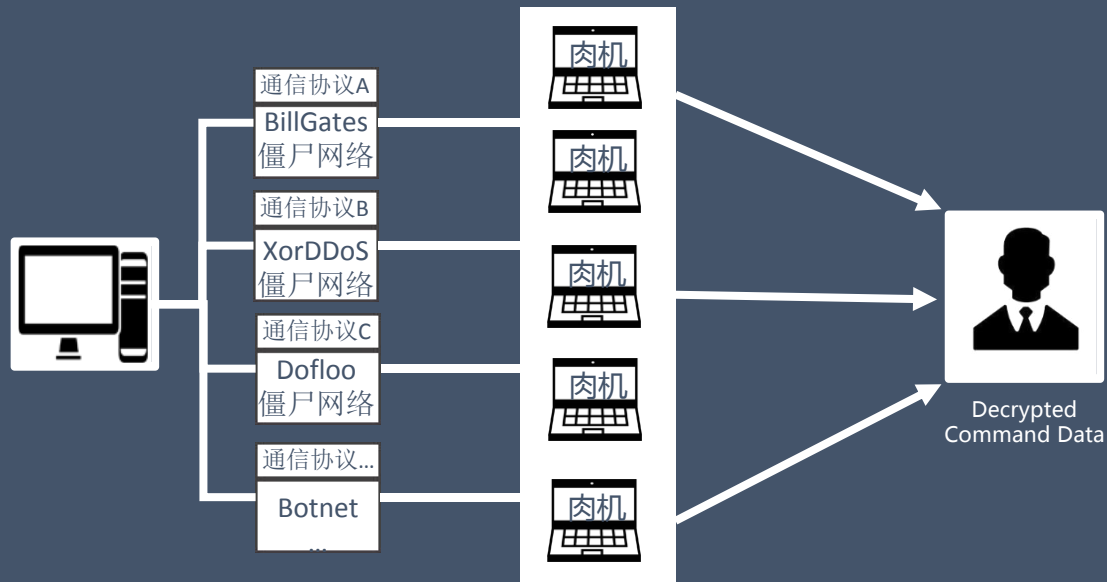 通信协议A
BillGates
僵尸网络
通信协议B
XorDDoS
僵尸网络
通信协议C
Dofloo
僵尸网络
通信协议...
Botnet
...
肉机
肉机
肉机
肉机
肉机
Decrypted
Command Data